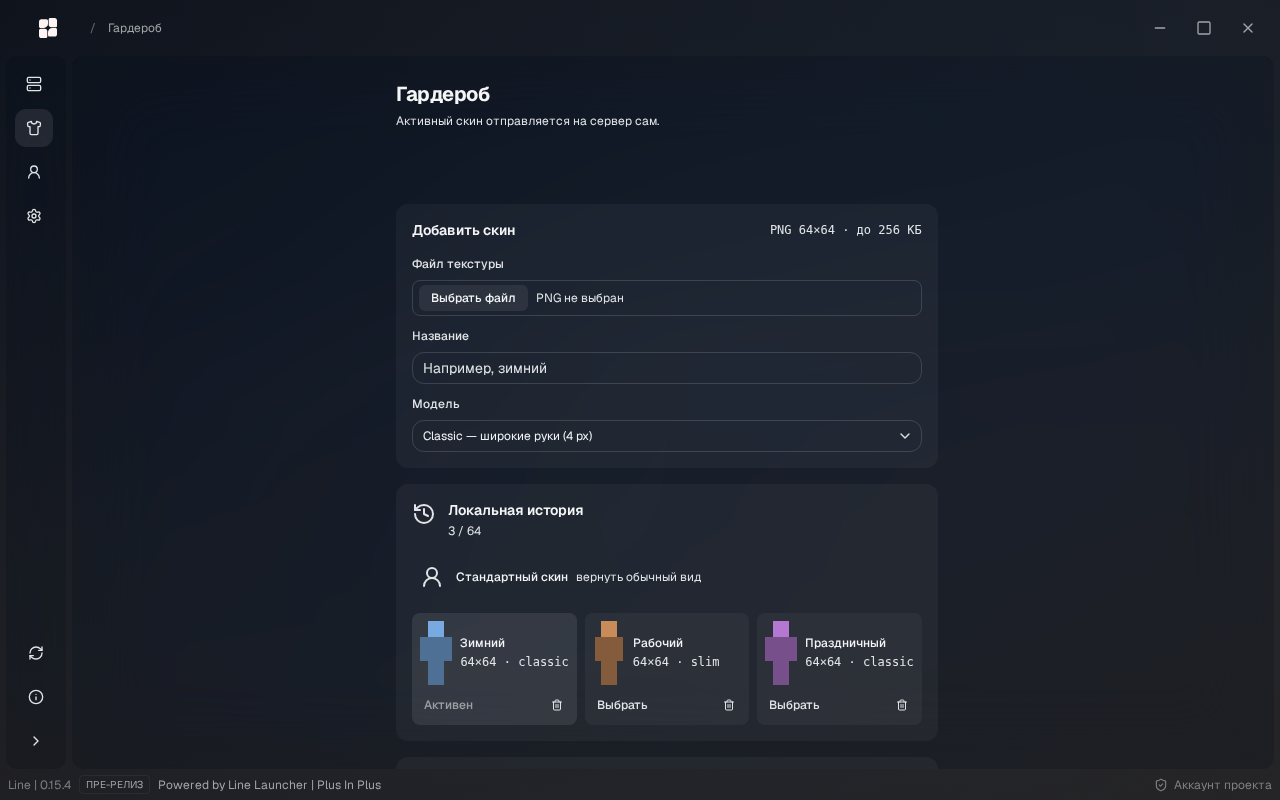 / Гардероб
Гардероб
Активный скин отправляется на сервер сам.
Добавить скин
PNG 64×64 · до 256 КБ
Файл текстуры
Выбрать файл PNG не выбран
Название
Например, зимний
Модель
Classic — широкие руки (4 px)
Локальная история
3 / 64
Стандартный скин вернуть обычный вид
Зимний
64×64 · classic
Активен
Рабочий
64×64 · slim
Выбрать
Праздничный
64×64 · classic
Выбрать
Line | 0.15.4 ПРЕ-РЕЛИЗ Powered by Line Launcher | Plus In Plus
Аккаунт проекта